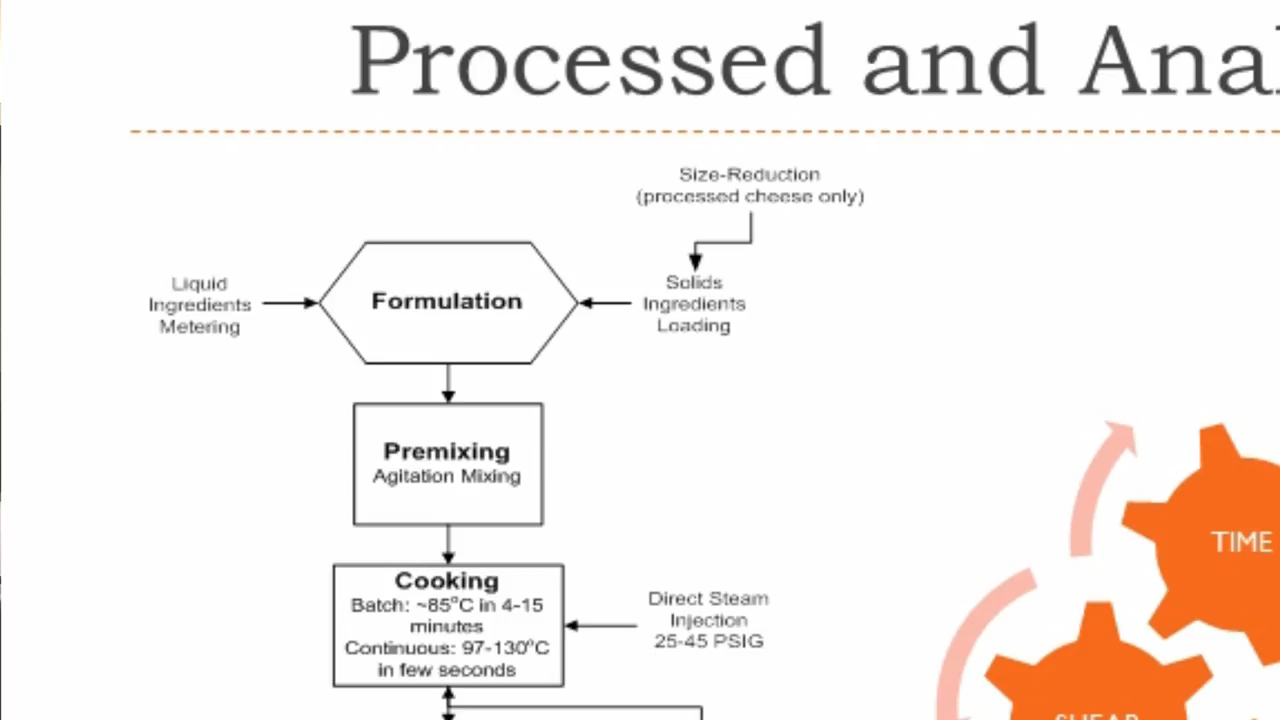 Processed and Anal
Size-Reduction
(processed cheese only)
Liquid
Ingredients
Metering
Formulation
Solids
Ingredients
Loading
Premixing
Agitation Mixing
Cooking
Batch: ~85°C in 4-15
minutes
Continuous: 97-130°C
in few seconds
Direct Steam
Injection
25-45 PSIG
TIME
SHEAR